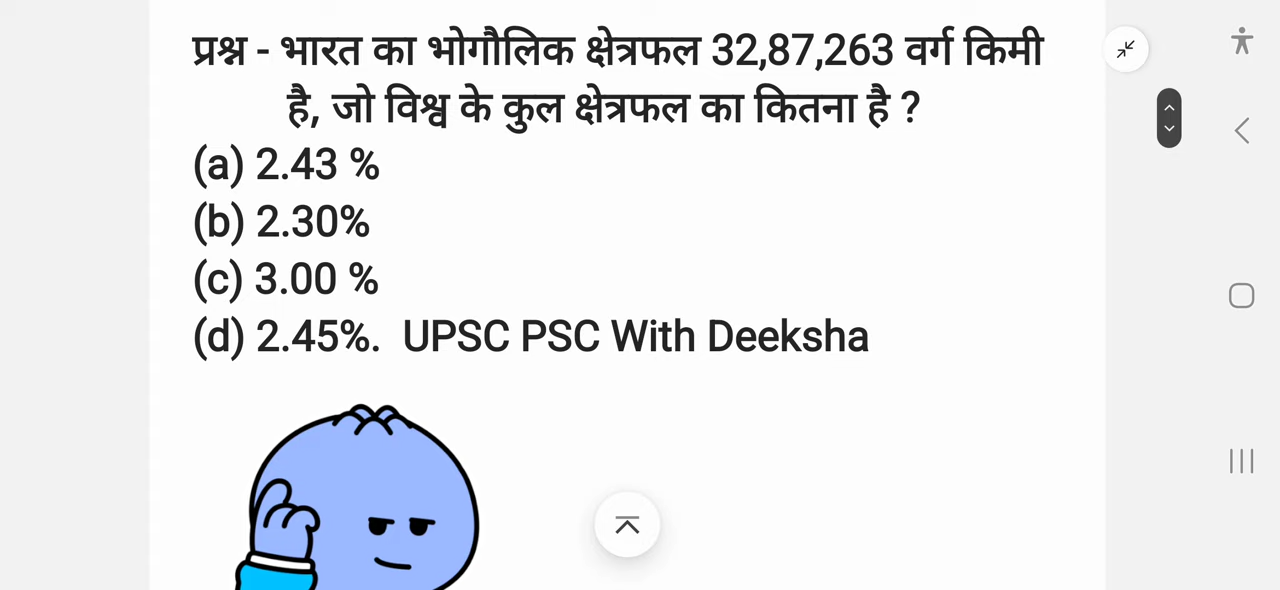 प्रश्न - भारत का भोगौलिक क्षेत्रफल 32,87,263 वर्ग किमी
है, जो विश्व के कुल क्षेत्रफल का कितना है ?
(a) 2.43 %
(b) 2.30%
(c) 3.00 %
(d) 2.45%. UPSC PSC With Deeksha